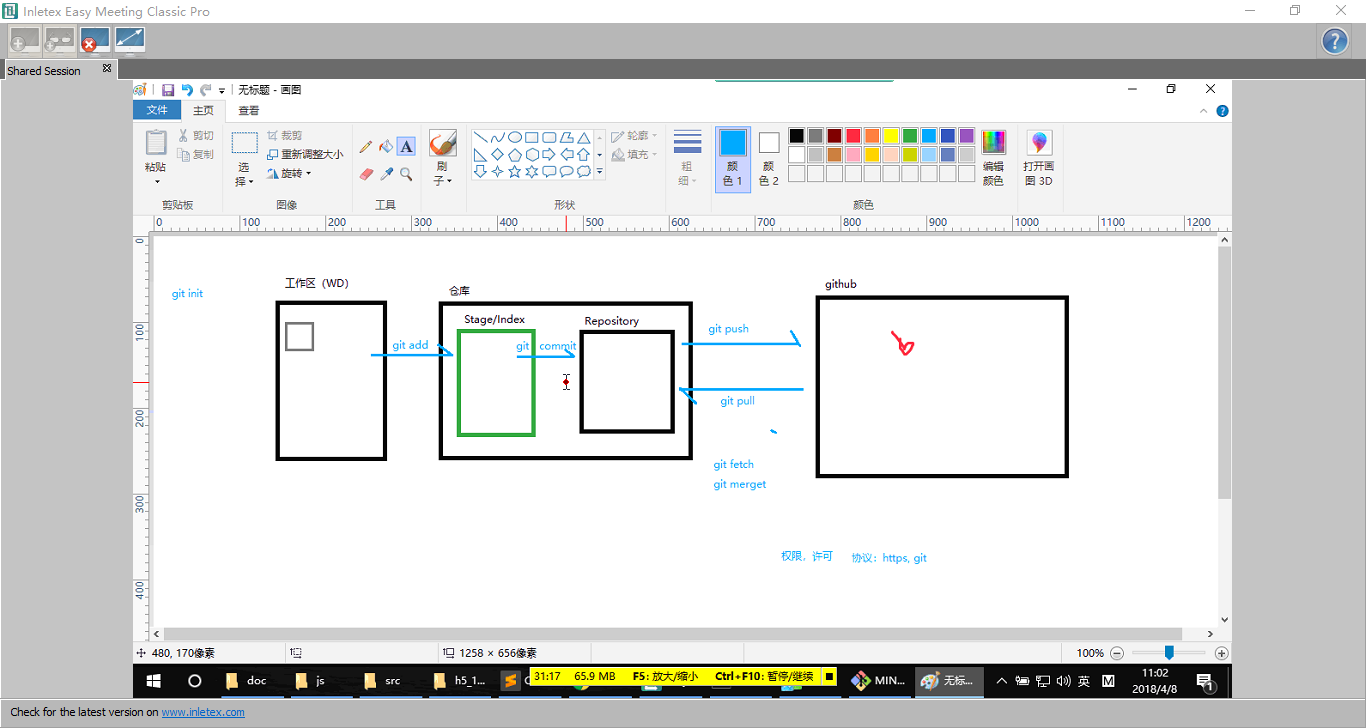 Inletex Easy Meeting Classic Pro
Shared Session
无标题 - 画图
文件 主页 查看
粘贴
剪切
复制
剪贴板
选择
裁剪
重新调整大小
旋转
图像
A
工具
刷子
轮廓
填充
形状
粗细
颜色 1
颜色 2
编辑颜色
颜色
打开画图 3D
0 100 200 300 400 500 600 700 800 900 1000 1100 1200
0
100
200
300
400
git init
工作区（WD）
仓库
Stage/Index
Repository
github
git add
git commit
git push
git pull
git fetch
git merget
权限，许可
协议：https, git
480, 170像素
1258 × 656像素
100%
doc
js
src
h5_1...
31:17 65.9 MB F5: 放大/缩小 Ctrl+F10: 暂停/继续
MIN...
无标...
英
M
11:02
2018/4/8
1
Check for the latest version on www.inletex.com